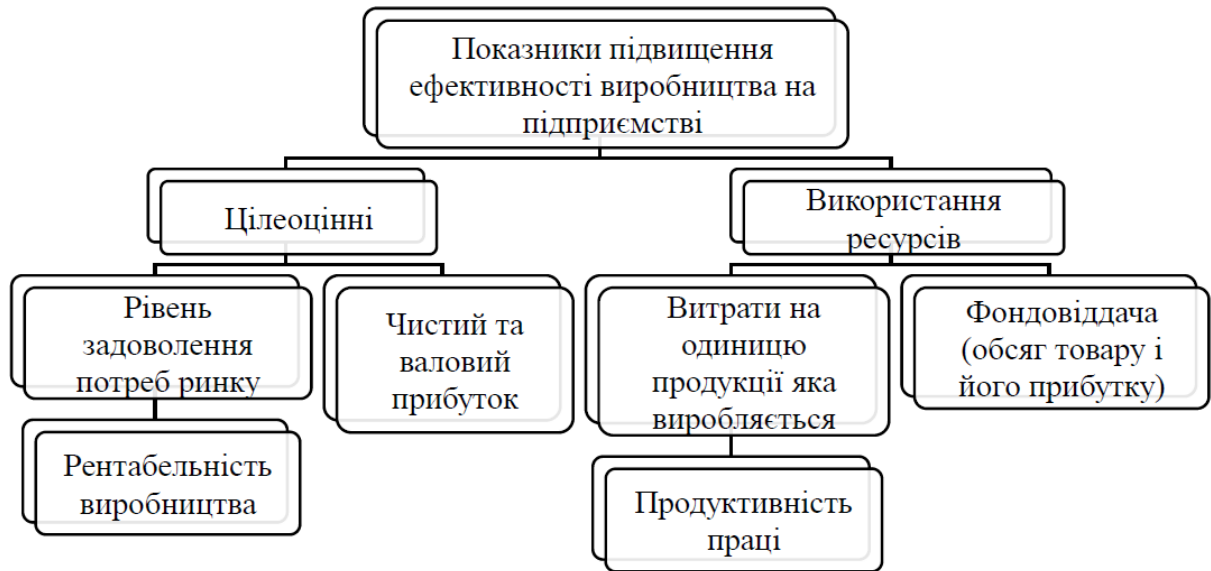 Показники підвищення
ефективності виробництва на
підприємстві
Цілеоцінні
Використання
ресурсів
Рівень
задоволення
потреб ринку
Чистий та
валовий
прибуток
Витрати на
одиницю
продукції яка
виробляється
Фондовіддача
(обсяг товару і
його прибутку)
Рентабельність
виробництва
Продуктивність
праці